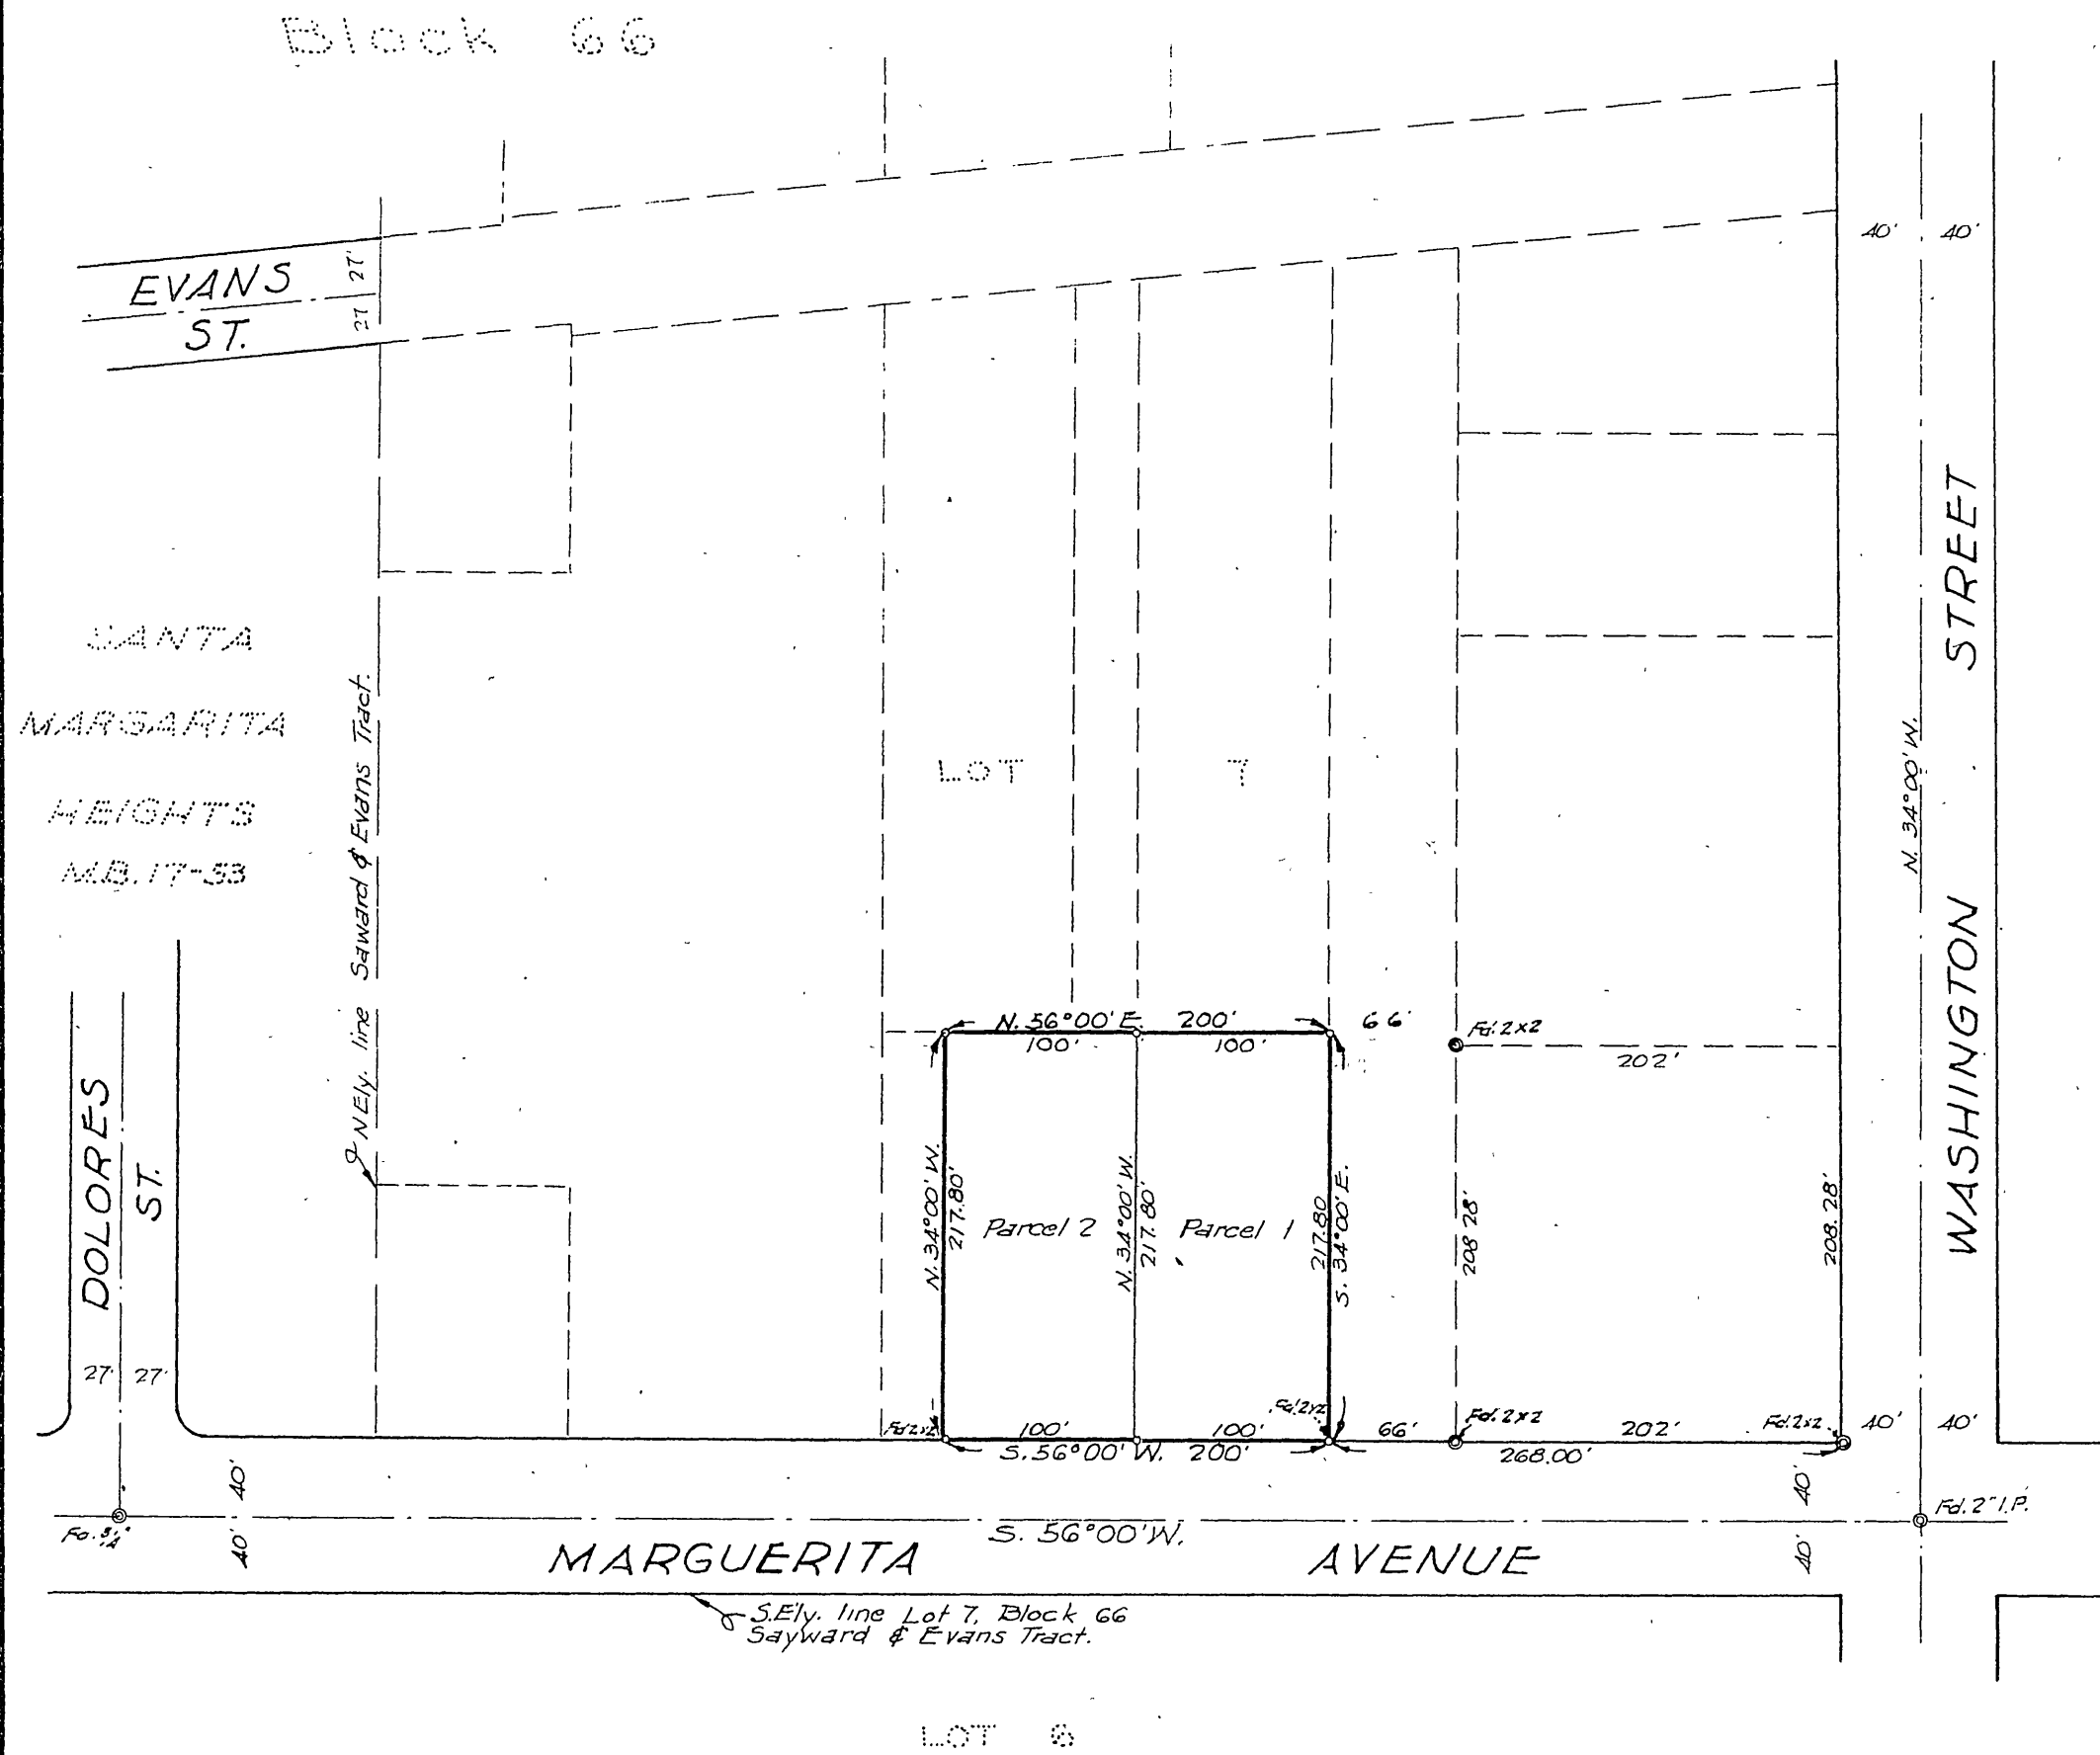 Block 66
EVANS
ST.
27'
27
40'
40'
SANTA
MARGARITA
HEIGHTS
M.B. 17-33
NEly. line Saward & Evans Tract.
LOT 7
N. 34°00' W.
WASHINGTON STREET
N. 56°00' E. 200'
100'
100'
66'
Fd. 2x2
202'
DOLORES
ST.
27'
27'
N. 34°00' W.
217.80'
Parcel 2
N. 34°00' W.
217.80'
Parcel 1
217.80
S. 34°00' E.
208 28'
208.28'
Fd 2x2
100'
100'
Fd. 2x2
66'
Fd. 2x2
202'
Fd. 2x2
40'
40'
S. 56°00' W. 200'
268.00'
40'
40'
40'
40'
Fd. 2" I.P.
S. 56°00' W.
MARGUERITA AVENUE
S.Ely. line Lot 7, Block 66
Sayward & Evans Tract.
LOT